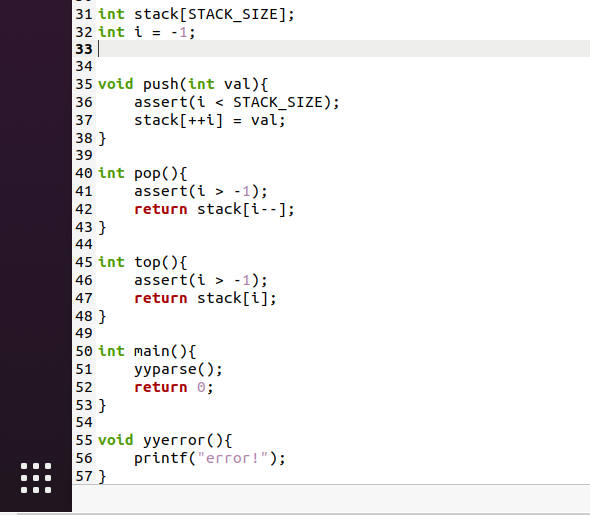 31 int stack[STACK_SIZE];
32 int i = -1;
33
34
35 void push(int val){
36     assert(i < STACK_SIZE);
37     stack[++i] = val;
38 }
39
40 int pop(){
41     assert(i > -1);
42     return stack[i--];
43 }
44
45 int top(){
46     assert(i > -1);
47     return stack[i];
48 }
49
50 int main(){
51     yyparse();
52     return 0;
53 }
54
55 void yyerror(){
56     printf("error!");
57 }